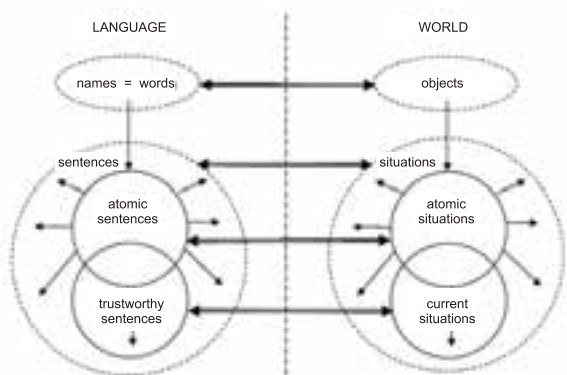 LANGUAGE WORLD
names = words objects
sentences situations
atomic
sentences
atomic
situations
trustworthy
sentences
current
situations